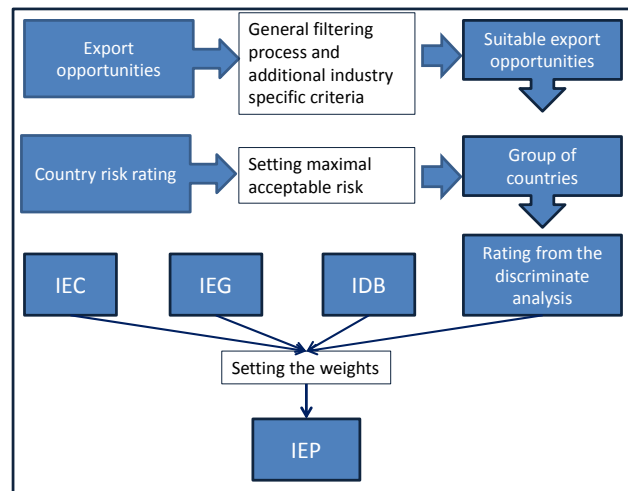 Export
opportunities
General filtering
process and
additional industry
specific criteria
Suitable export
opportunities
Country risk rating
Setting maximal
acceptable risk
Group of
countries
IEC
IEG
IDB
Rating from the
discriminate
analysis
Setting the weights
IEP